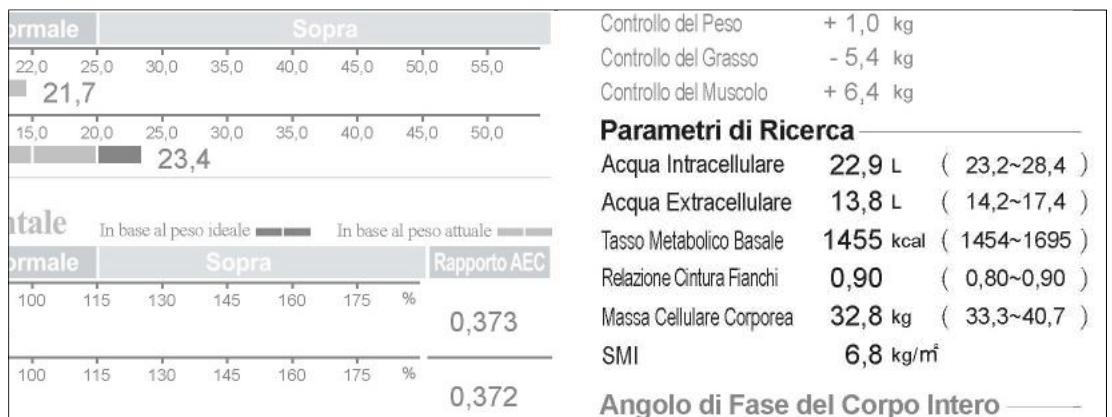 ormale Sopra
22,0 25,0 30,0 35,0 40,0 45,0 50,0 55,0
21,7
15,0 20,0 25,0 30,0 35,0 40,0 45,0 50,0
23,4
ntale In base al peso ideale In base al peso attuale
ormale Sopra Rapporto AEC
100 115 130 145 160 175 %
0,373
100 115 130 145 160 175 %
0,372
Controllo del Peso + 1,0 kg
Controllo del Grasso - 5,4 kg
Controllo del Muscolo + 6,4 kg
Parametri di Ricerca
Acqua Intracellulare 22,9 L ( 23,2~28,4 )
Acqua Extracellulare 13,8 L ( 14,2~17,4 )
Tasso Metabolico Basale 1455 kcal ( 1454~1695 )
Relazione Cintura Fianchi 0,90 ( 0,80~0,90 )
Massa Cellulare Corporea 32,8 kg ( 33,3~40,7 )
SMI 6,8 kg/m²
Angolo di Fase del Corpo Intero